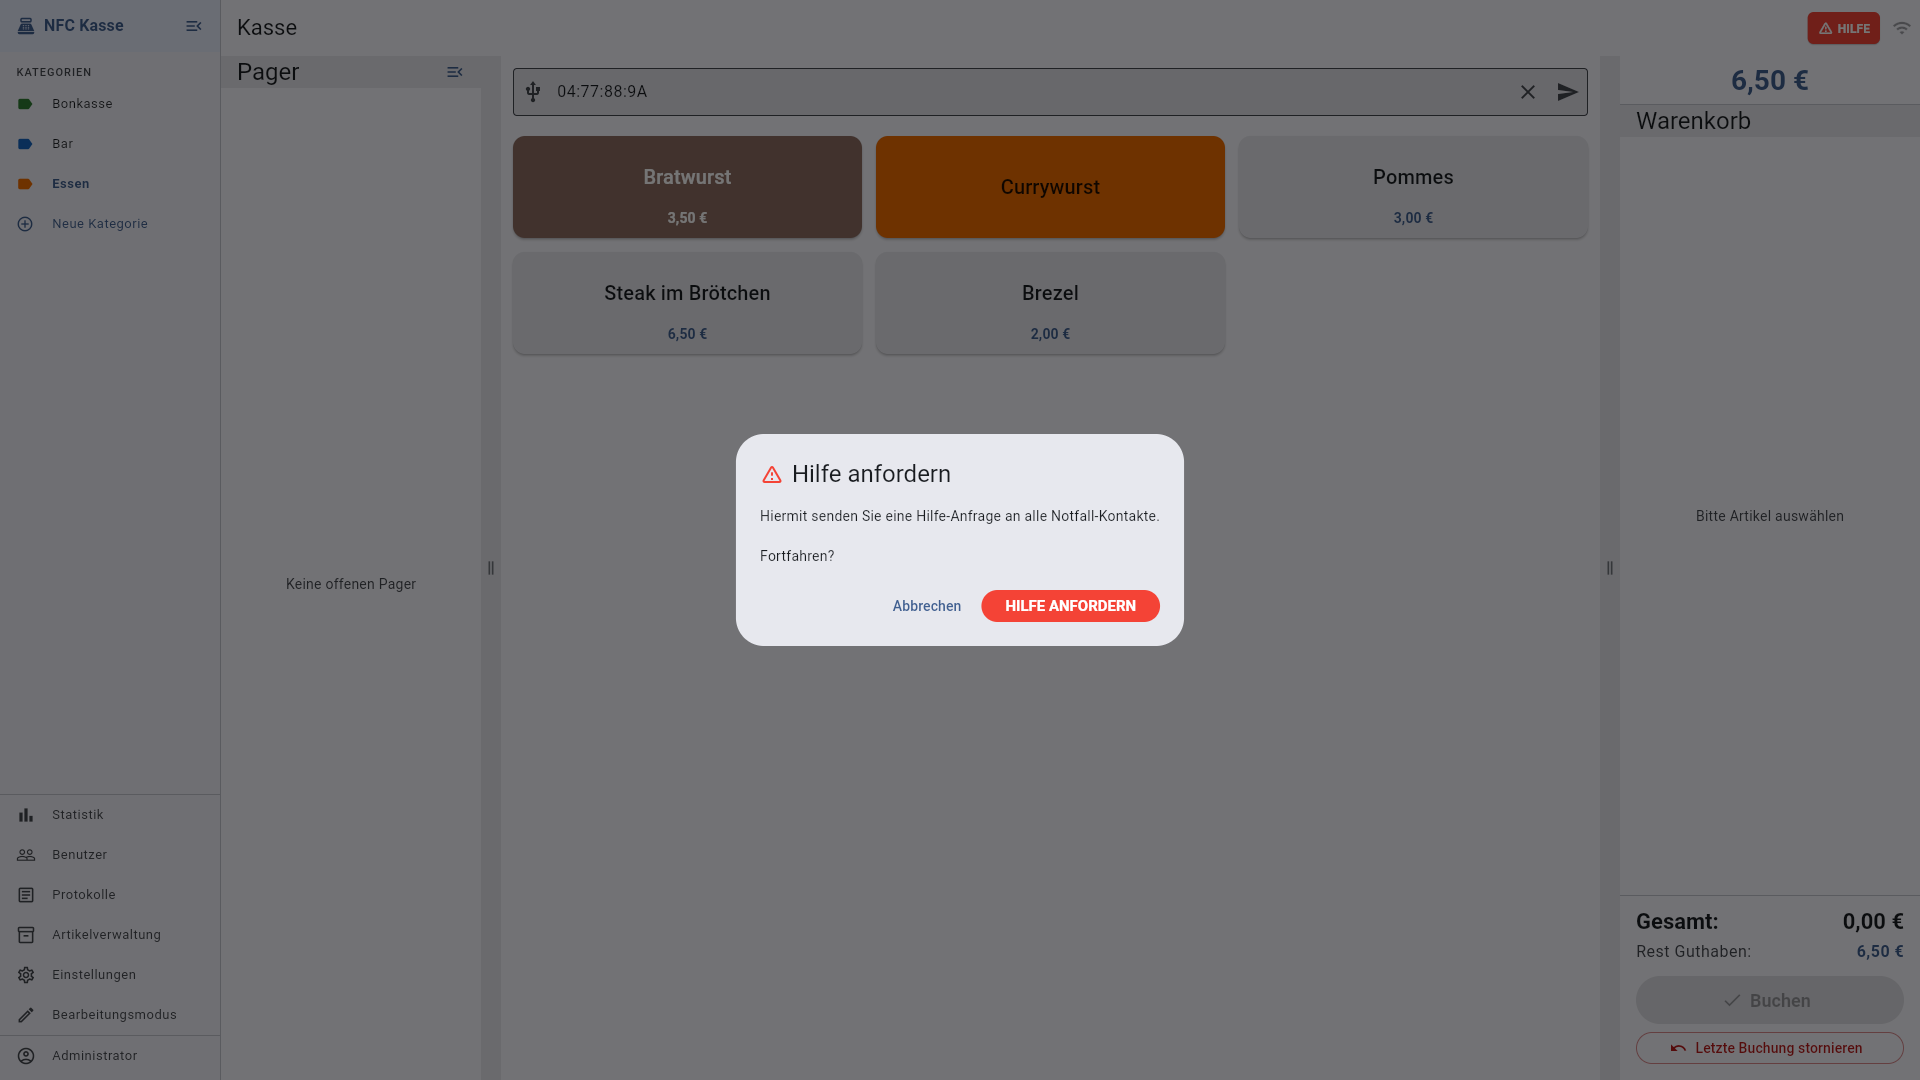 NFC Kasse
KATEGORIEN
Bonkasse
Bar
Essen
Neue Kategorie
Statistik
Benutzer
Protokolle
Artikelverwaltung
Einstellungen
Bearbeitungsmodus
Administrator
Kasse
HILFE
Pager
Keine offenen Pager
04:77:88:9A
Bratwurst
3,50 €
Currywurst
Pommes
3,00 €
Steak im Brötchen
6,50 €
Brezel
2,00 €
Hilfe anfordern
Hiermit senden Sie eine Hilfe-Anfrage an alle Notfall-Kontakte.
Fortfahren?
Abbrechen
HILFE ANFORDERN
6,50 €
Warenkorb
Bitte Artikel auswählen
Gesamt: 0,00 €
Rest Guthaben: 6,50 €
Buchen
Letzte Buchung stornieren